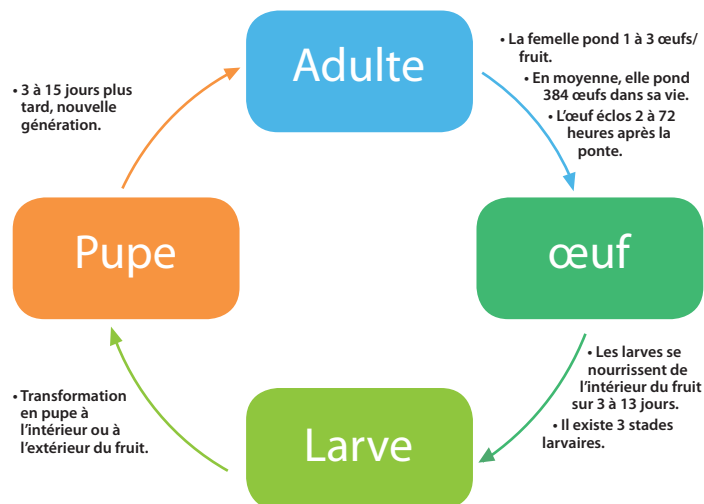 Adulte
• La femelle pond 1 à 3 œufs/
fruit.
• En moyenne, elle pond
384 œufs dans sa vie.
• L’œuf éclos 2 à 72
heures après la
ponte.
œuf
• Les larves se
nourrissent de
l’intérieur du fruit
sur 3 à 13 jours.
• Il existe 3 stades
larvaires.
Larve
• Transformation
en pupe à
l’intérieur ou à
l’extérieur du fruit.
Pupe
• 3 à 15 jours plus
tard, nouvelle
génération.